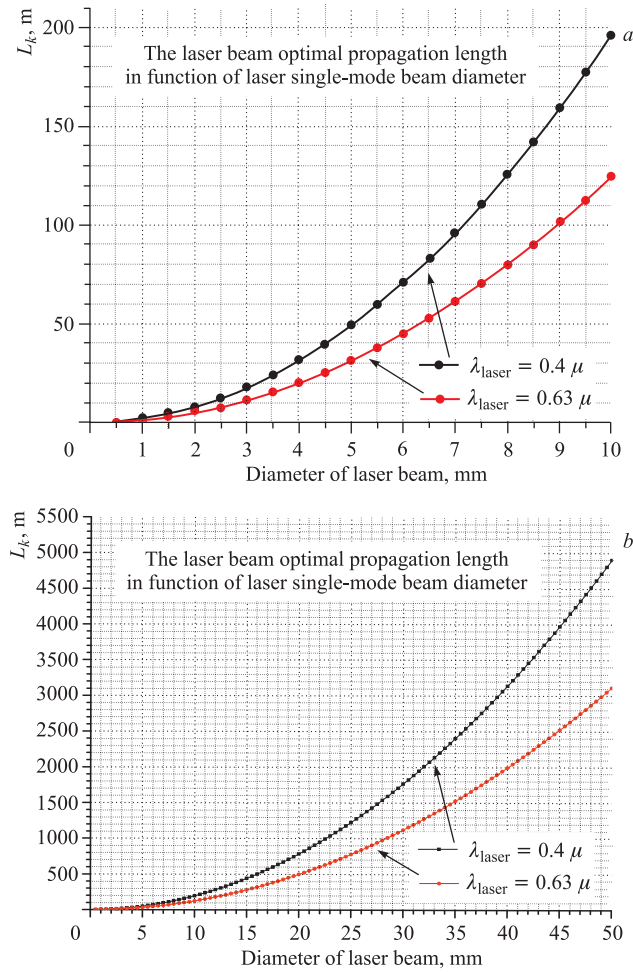 L_k, m
200
150
100
50
0
a
The laser beam optimal propagation length
in function of laser single-mode beam diameter
λ_laser = 0.4 μ
λ_laser = 0.63 μ
1 2 3 4 5 6 7 8 9 10
Diameter of laser beam, mm
L_k, m
5500
5000
4500
4000
3500
3000
2500
2000
1500
1000
500
0
b
The laser beam optimal propagation length
in function of laser single-mode beam diameter
λ_laser = 0.4 μ
λ_laser = 0.63 μ
5 10 15 20 25 30 35 40 45 50
Diameter of laser beam, mm